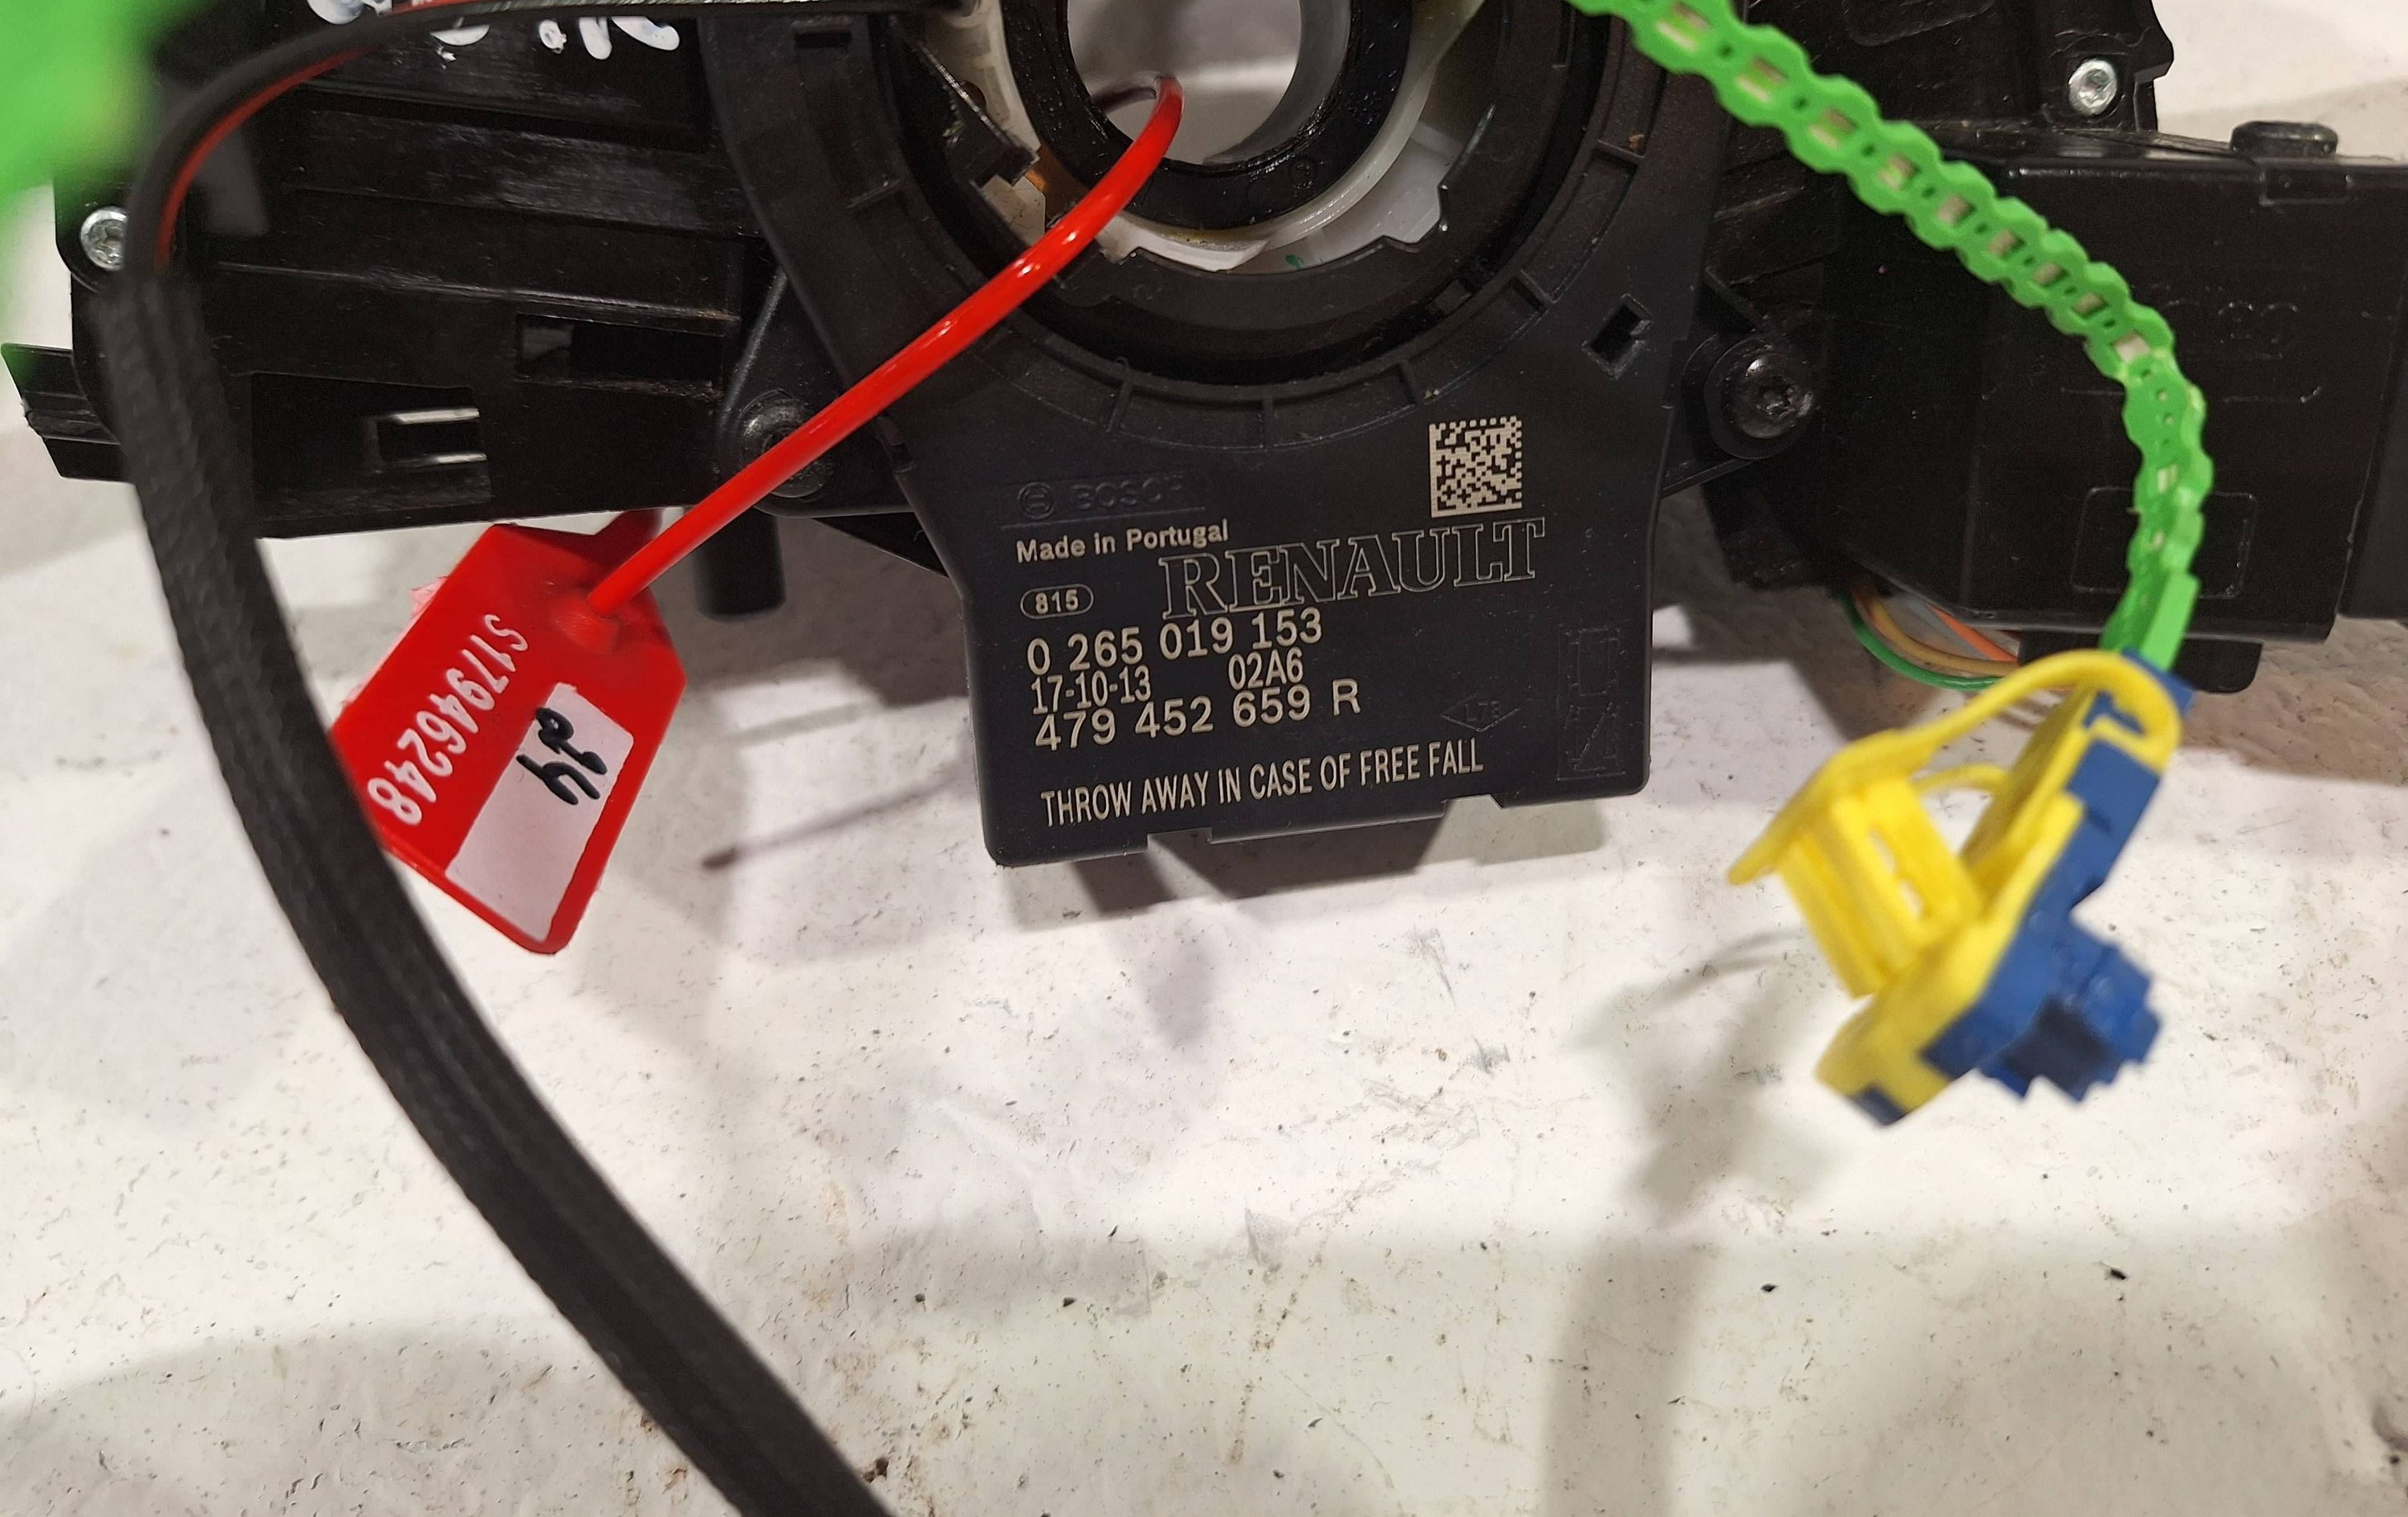 BOSCH
Made in Portugal
RENAULT
815
0 265 019 153
17-10-13 02A6
479 452 659 R
THROW AWAY IN CASE OF FREE FALL
S17946248